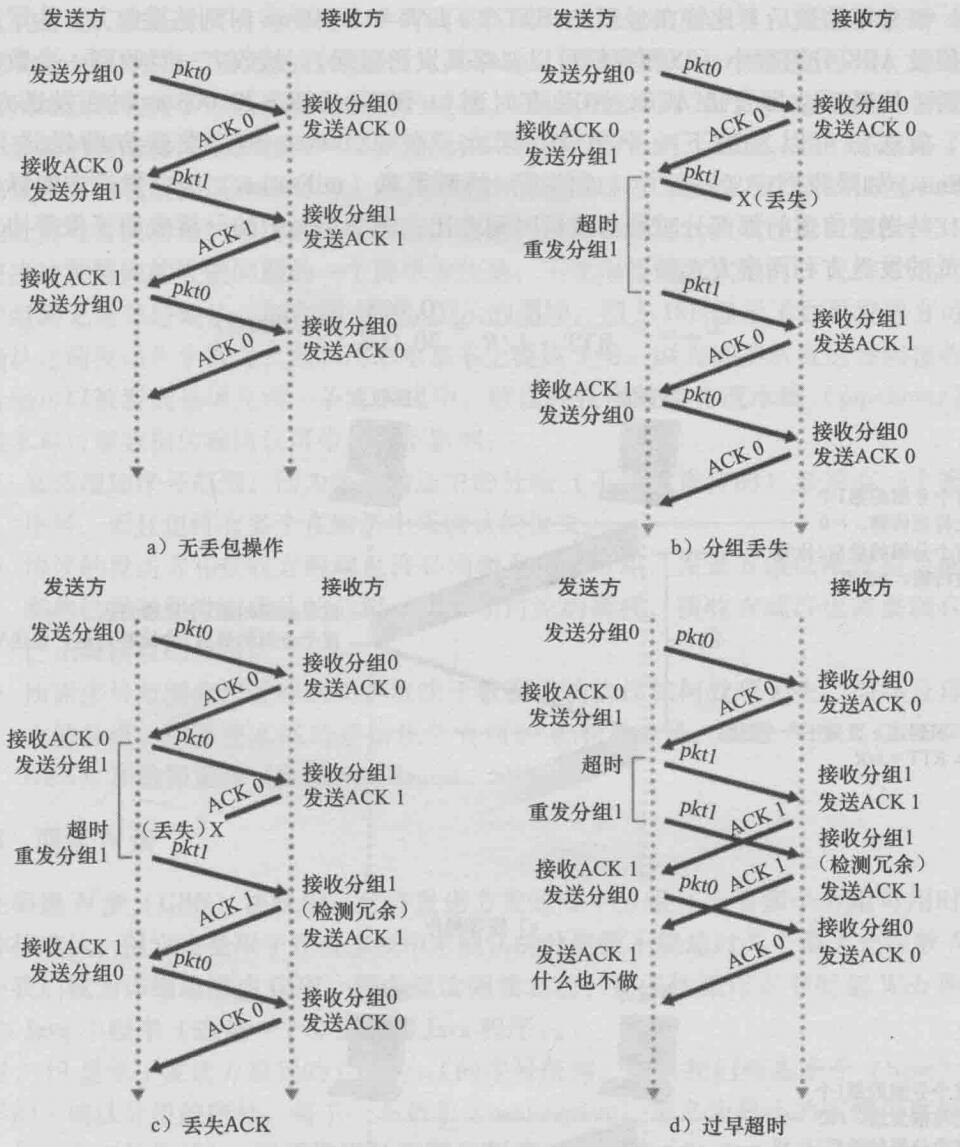 发送方
接收方
发送分组0
pkt0
接收分组0
发送ACK 0
ACK 0
接收ACK 0
发送分组1
pkt1
接收分组1
发送ACK 1
ACK 1
接收ACK 1
发送分组0
pkt0
接收分组0
发送ACK 0
ACK 0
a）无丢包操作
发送方
接收方
发送分组0
pkt0
接收分组0
发送ACK 0
ACK 0
接收ACK 0
发送分组1
pkt1
X（丢失）
超时
重发分组1
pkt1
接收分组1
发送ACK 1
ACK 1
接收ACK 1
发送分组0
pkt0
接收分组0
发送ACK 0
ACK 0
b）分组丢失
发送方
接收方
发送分组0
pkt0
接收分组0
发送ACK 0
ACK 0
接收ACK 0
发送分组1
pkt0
接收分组1
发送ACK 1
ACK 0
（丢失）X
超时
重发分组1
pkt1
接收分组1
（检测冗余）
发送ACK 1
ACK 1
接收ACK 1
发送分组0
pkt0
接收分组0
发送ACK 0
ACK 0
c）丢失ACK
发送方
接收方
发送分组0
pkt0
接收分组0
发送ACK 0
ACK 0
接收ACK 0
发送分组1
pkt1
接收分组1
发送ACK 1
超时
重发分组1
pkt1
ACK 1
接收分组1
（检测冗余）
发送ACK 1
接收ACK 1
发送分组0
pkt0
ACK 1
接收分组0
发送ACK 0
ACK 0
发送ACK 1
什么也不做
d）过早超时